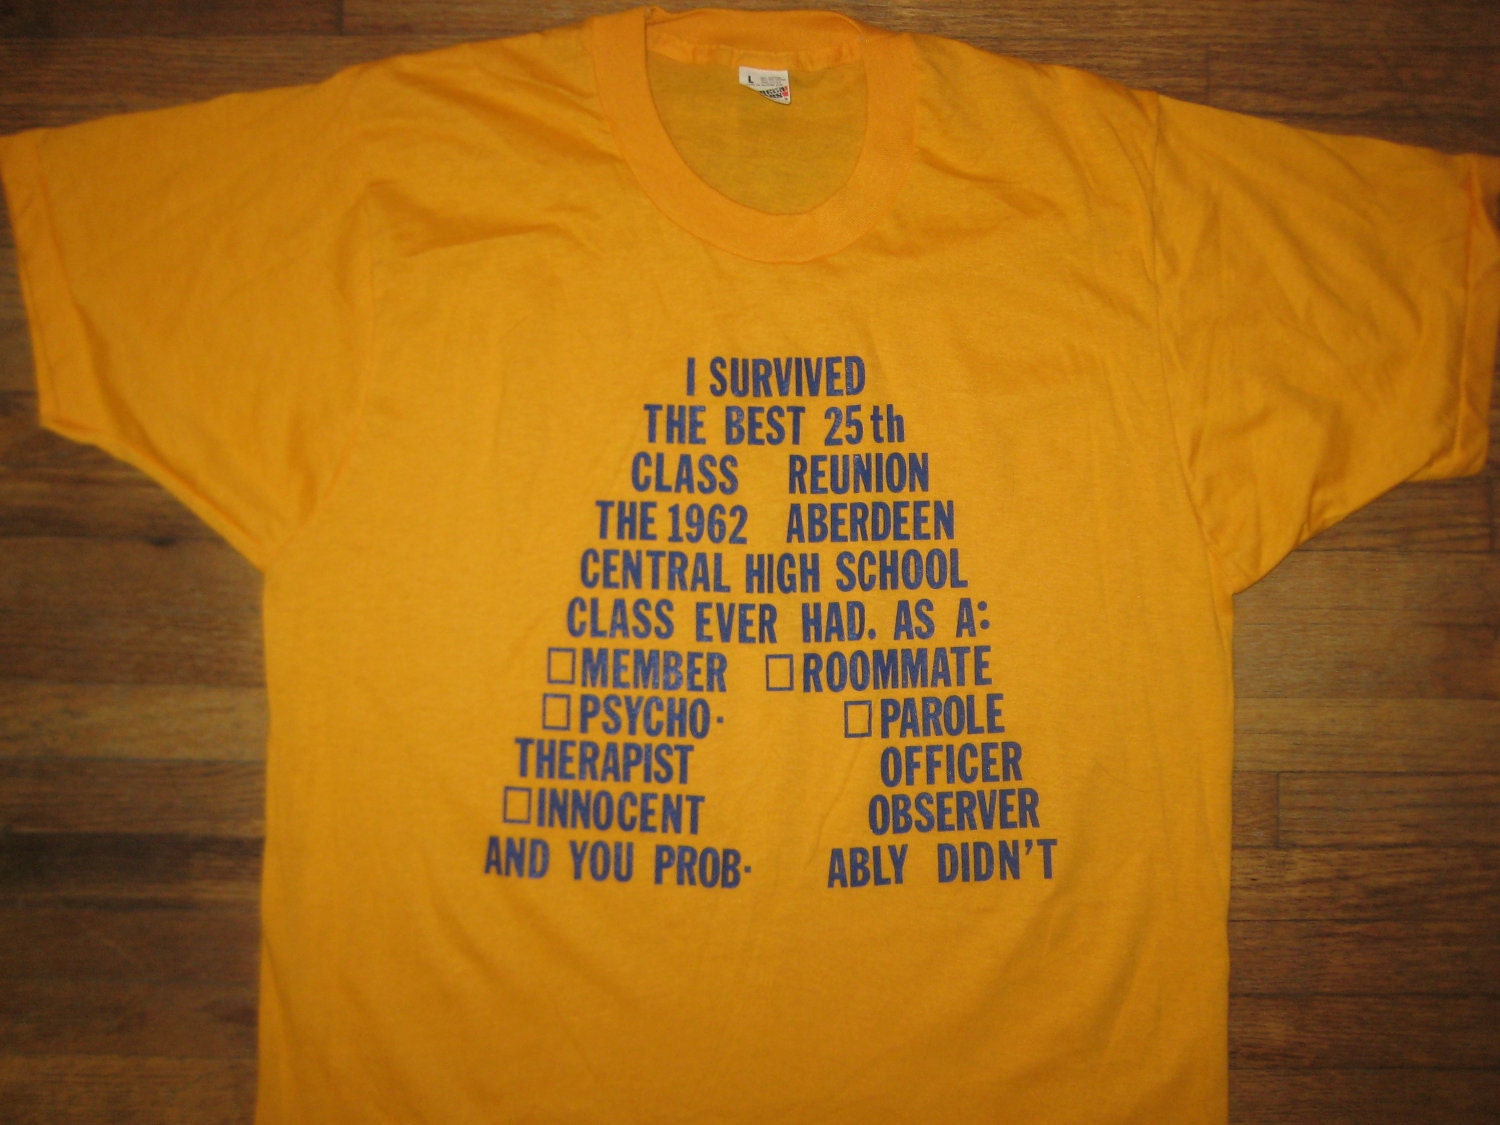 L
I SURVIVED
THE BEST 25th
CLASS REUNION
THE 1962 ABERDEEN
CENTRAL HIGH SCHOOL
CLASS EVER HAD. AS A:
☐ MEMBER ☐ ROOMMATE
☐ PSYCHO- ☐ PAROLE
THERAPIST OFFICER
☐ INNOCENT OBSERVER
AND YOU PROB- ABLY DIDN'T